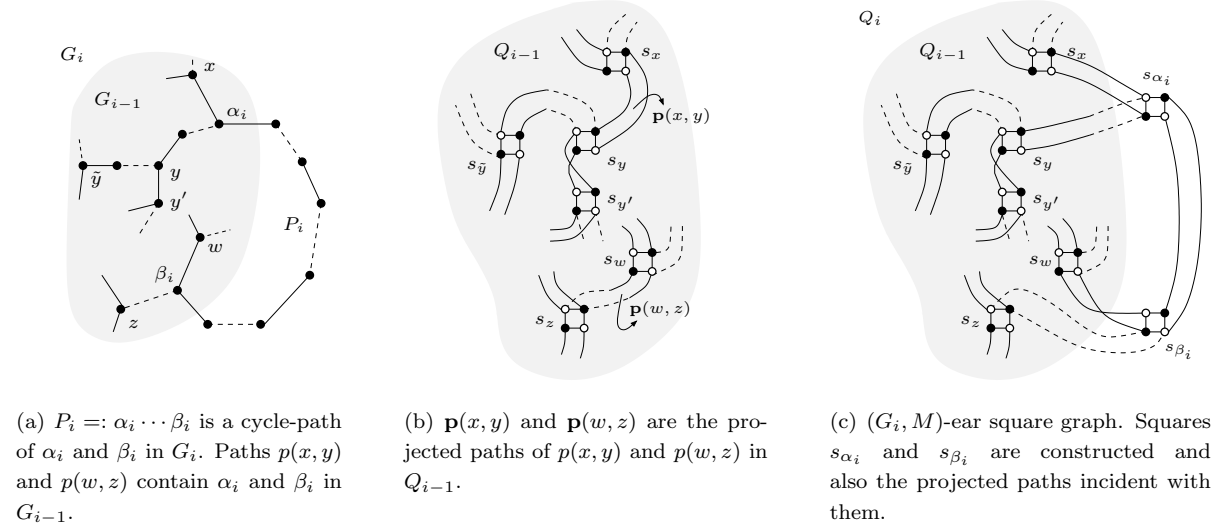 G_i
G_{i-1}
x
α_i
ỹ
y
y′
P_i
w
β_i
z
Q_{i-1}
s_x
p(x, y)
s_ỹ
s_y
s_{y′}
s_w
p(w, z)
s_z
Q_i
Q_{i-1}
s_x
s_{α_i}
s_ỹ
s_y
s_{y′}
s_w
s_z
s_{β_i}
(a) P_i =: α_i ⋯ β_i is a cycle-path
of α_i and β_i in G_i. Paths p(x, y)
and p(w, z) contain α_i and β_i in
G_{i-1}.
(b) p(x, y) and p(w, z) are the pro-
jected paths of p(x, y) and p(w, z) in
Q_{i-1}.
(c) (G_i, M)-ear square graph. Squares
s_{α_i} and s_{β_i} are constructed and
also the projected paths incident with
them.